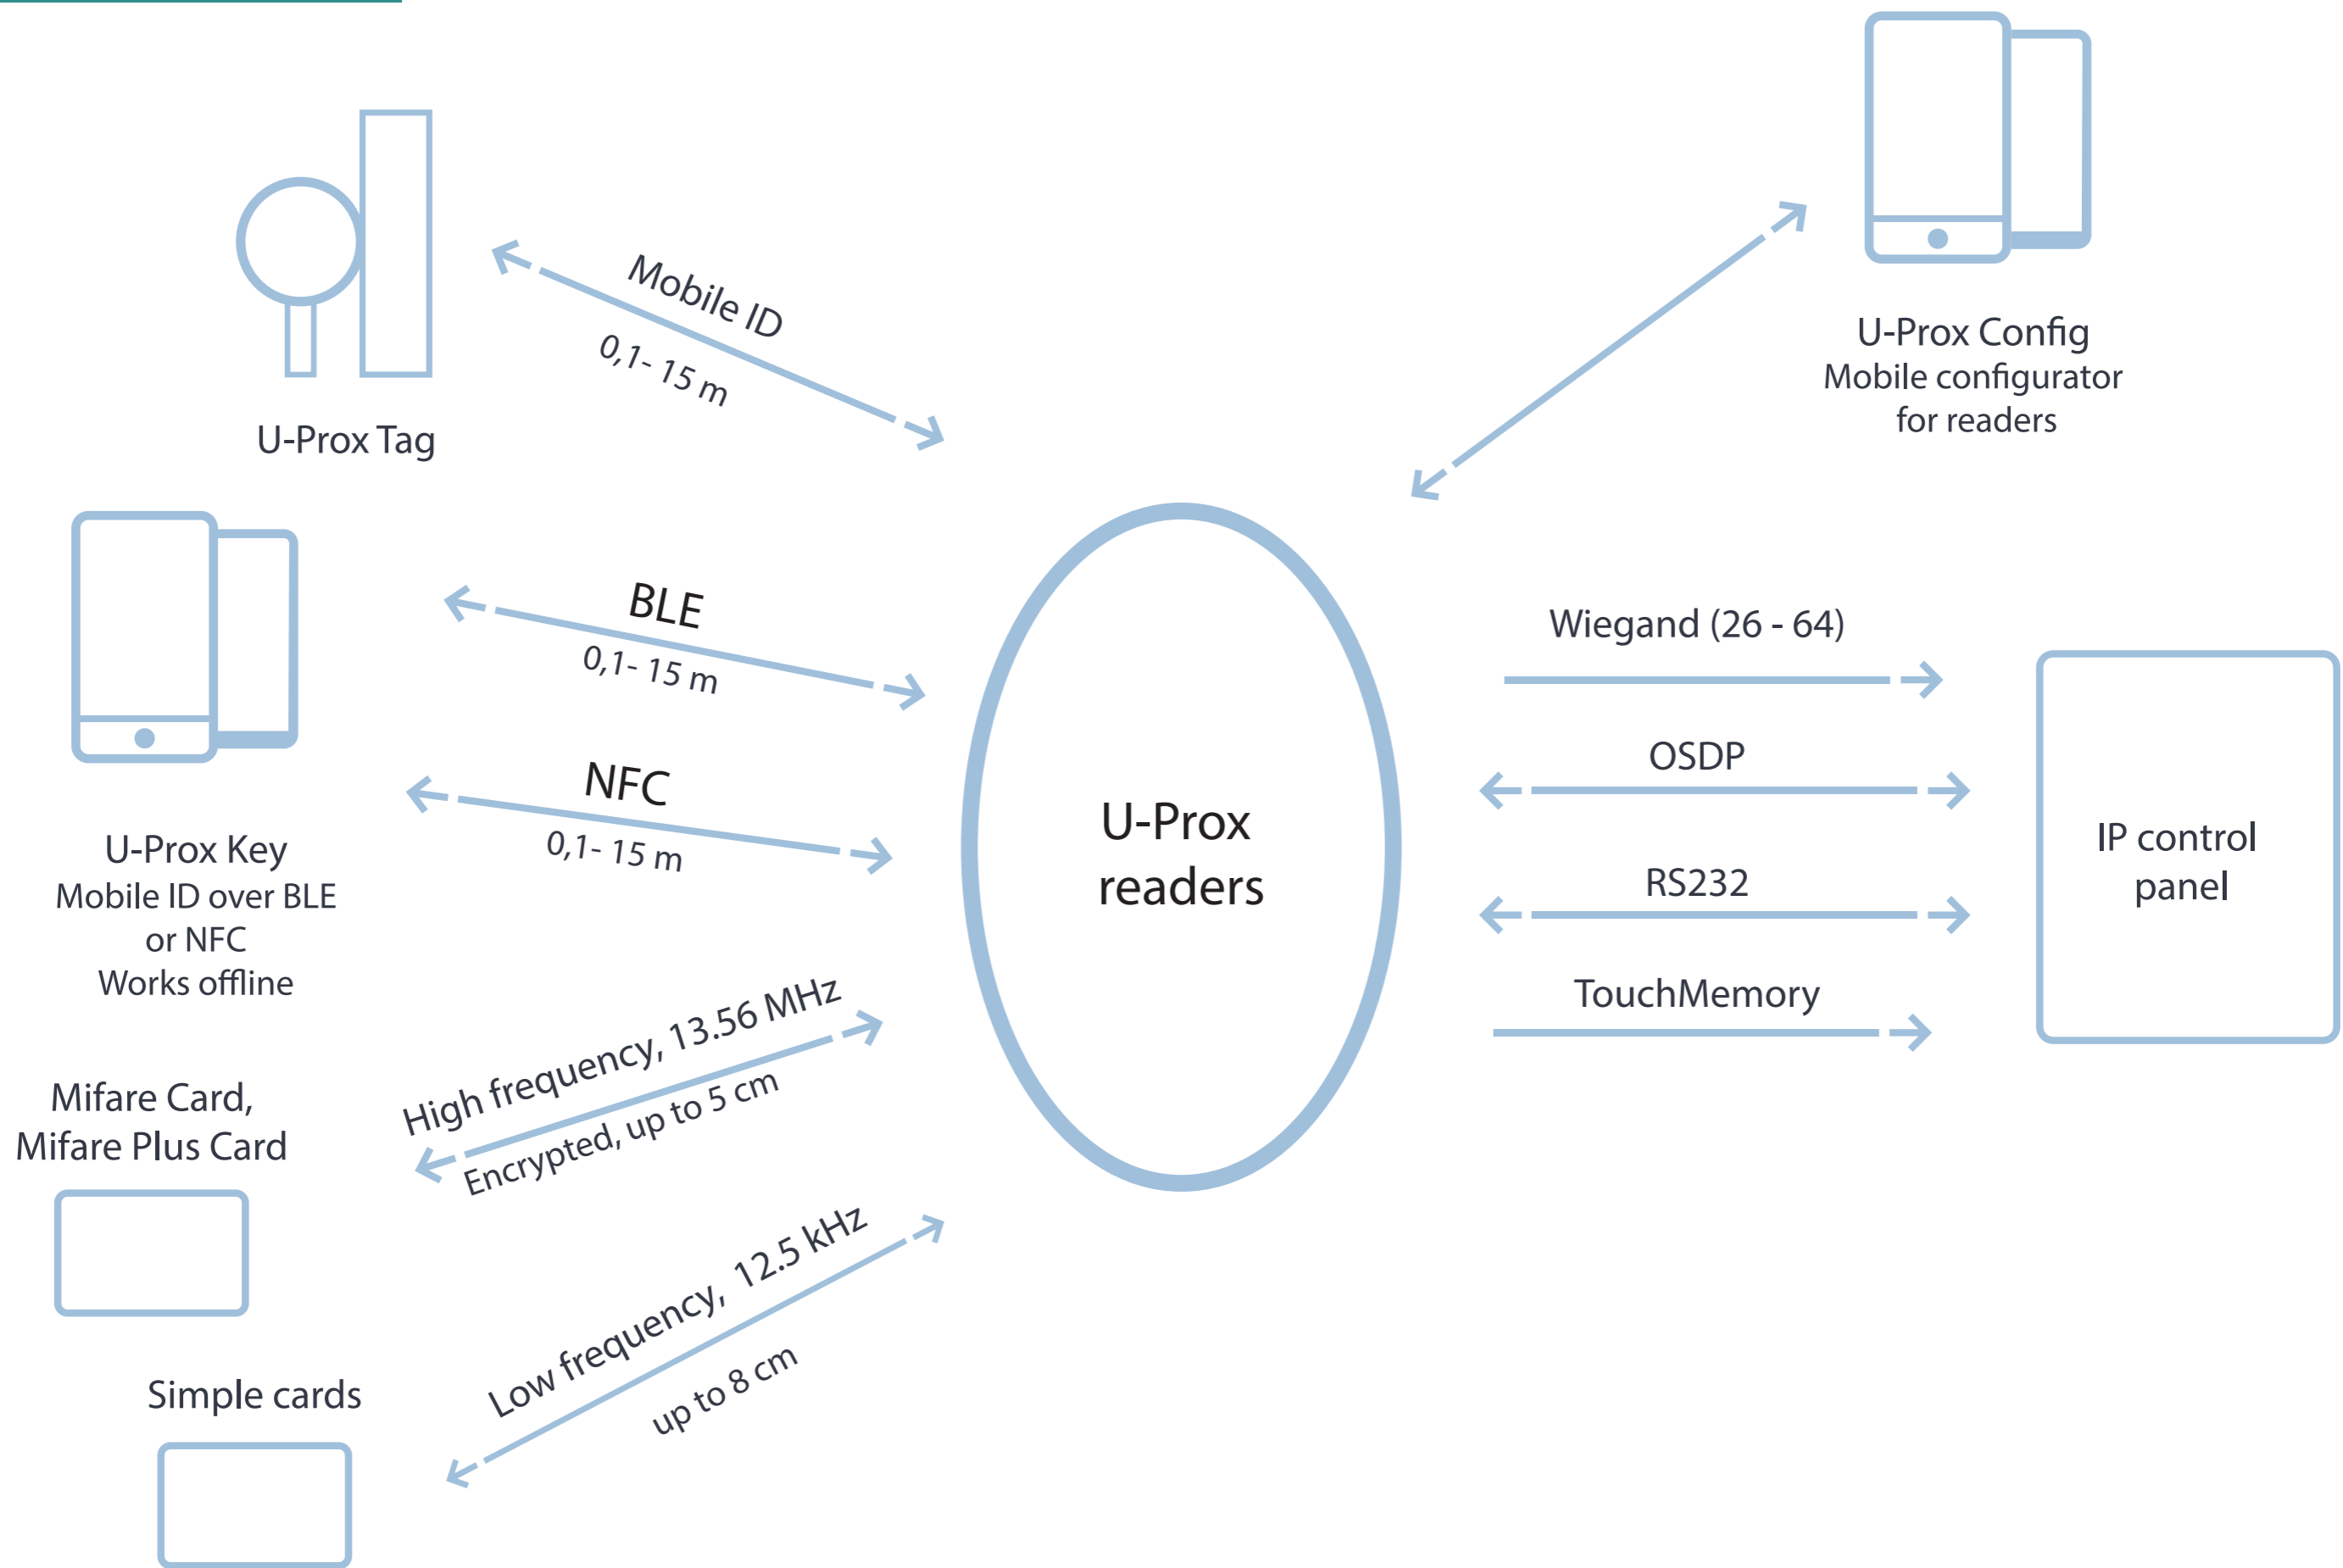 U-Prox Tag
Mobile ID
0,1- 15 m
U-Prox Config
Mobile configurator
for readers
U-Prox Key
Mobile ID over BLE
or NFC
Works offline
BLE
0,1- 15 m
NFC
0,1- 15 m
Mifare Card,
Mifare Plus Card
High frequency, 13.56 MHz
Encrypted, up to 5 cm
Simple cards
Low frequency, 12.5 kHz
up to 8 cm
U-Prox
readers
Wiegand (26 - 64)
OSDP
RS232
TouchMemory
IP control
panel